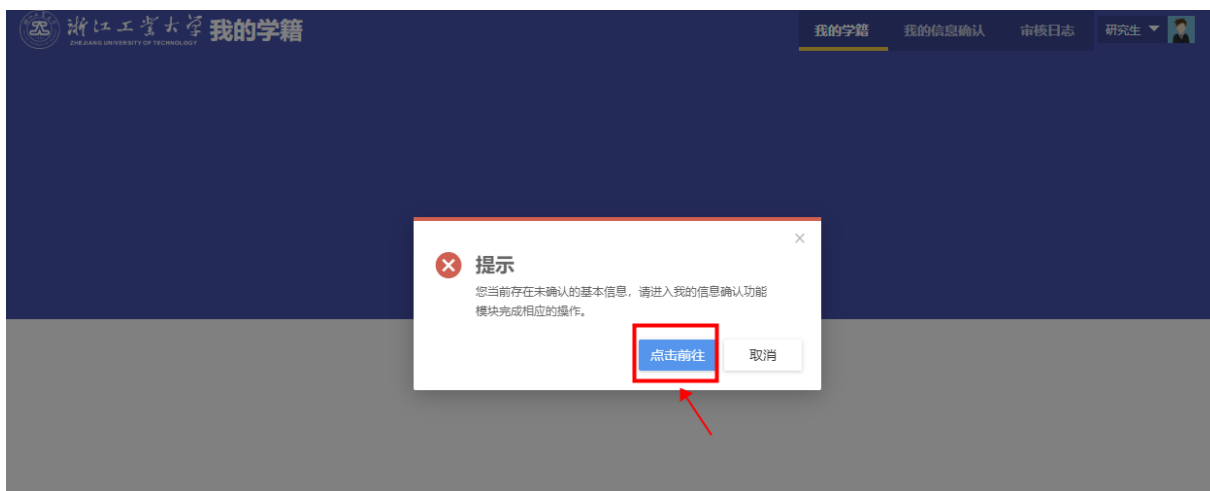 浙江工业大学 我的学籍
ZHEJIANG UNIVERSITY OF TECHNOLOGY
我的学籍 我的信息确认 审核日志 研究生
提示
您当前存在未确认的基本信息，请进入我的信息确认功能
模块完成相应的操作。
点击前往 取消